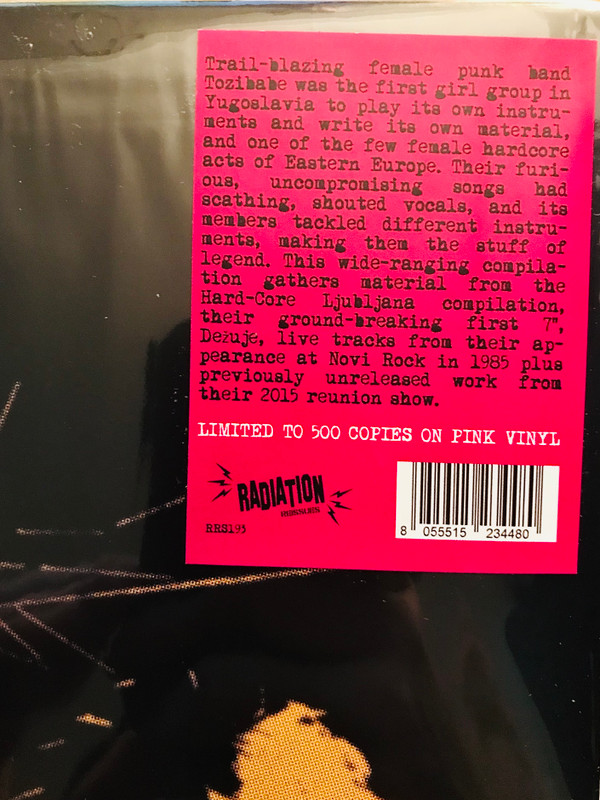 Trail-blazing female punk band
Tozibabe was the first girl group in
Yugoslavia to play its own instru-
ments and write its own material,
and one of the few female hardcore
acts of Eastern Europe. Their furi-
ous, uncompromising songs had
scathing, shouted vocals, and its
members tackled different instru-
ments, making them the stuff of
legend. This wide-ranging compila-
tion gathers material from the
Hard-Core Ljubljana compilation,
their ground-breaking first 7",
Dežuje, live tracks from their ap-
pearance at Novi Rock in 1985 plus
previously unreleased work from
their 2015 reunion show.
LIMITED TO 500 COPIES ON PINK VINYL
RADIATION
REISSUES
RRS195
8 055515 234480